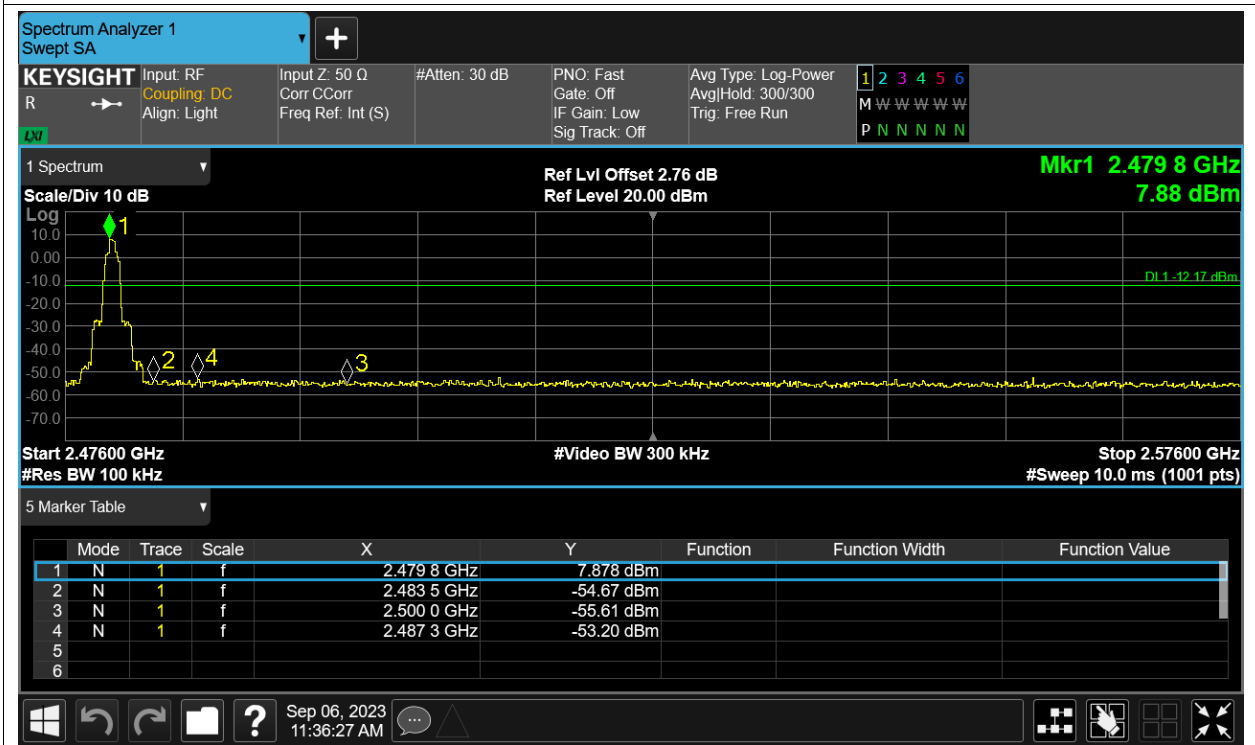 Spectrum Analyzer 1
Swept SA
+
KEYSIGHT Input: RF Input Z: 50 Ω #Atten: 30 dB PNO: Fast Avg Type: Log-Power 1 2 3 4 5 6
R Coupling: DC Corr CCorr Gate: Off Avg|Hold: 300/300 M W W W W W W
Align: Light Freq Ref: Int (S) IF Gain: Low Trig: Free Run
LXI Sig Track: Off P N N N N N N
1 Spectrum Ref Lvl Offset 2.76 dB Mkr1 2.479 8 GHz
Scale/Div 10 dB Ref Level 20.00 dBm 7.88 dBm
Log
1
10.0
0.00
-10.0 DL1 -12.17 dBm
-20.0
-30.0
-40.0
2 4 3
-50.0
-60.0
-70.0
Start 2.47600 GHz #Video BW 300 kHz Stop 2.57600 GHz
#Res BW 100 kHz #Sweep 10.0 ms (1001 pts)
5 Marker Table
Mode Trace Scale X Y Function Function Width Function Value
1 N 1 f 2.479 8 GHz 7.878 dBm
2 N 1 f 2.483 5 GHz -54.67 dBm
3 N 1 f 2.500 0 GHz -55.61 dBm
4 N 1 f 2.487 3 GHz -53.20 dBm
5
6
? Sep 06, 2023
11:36:27 AM